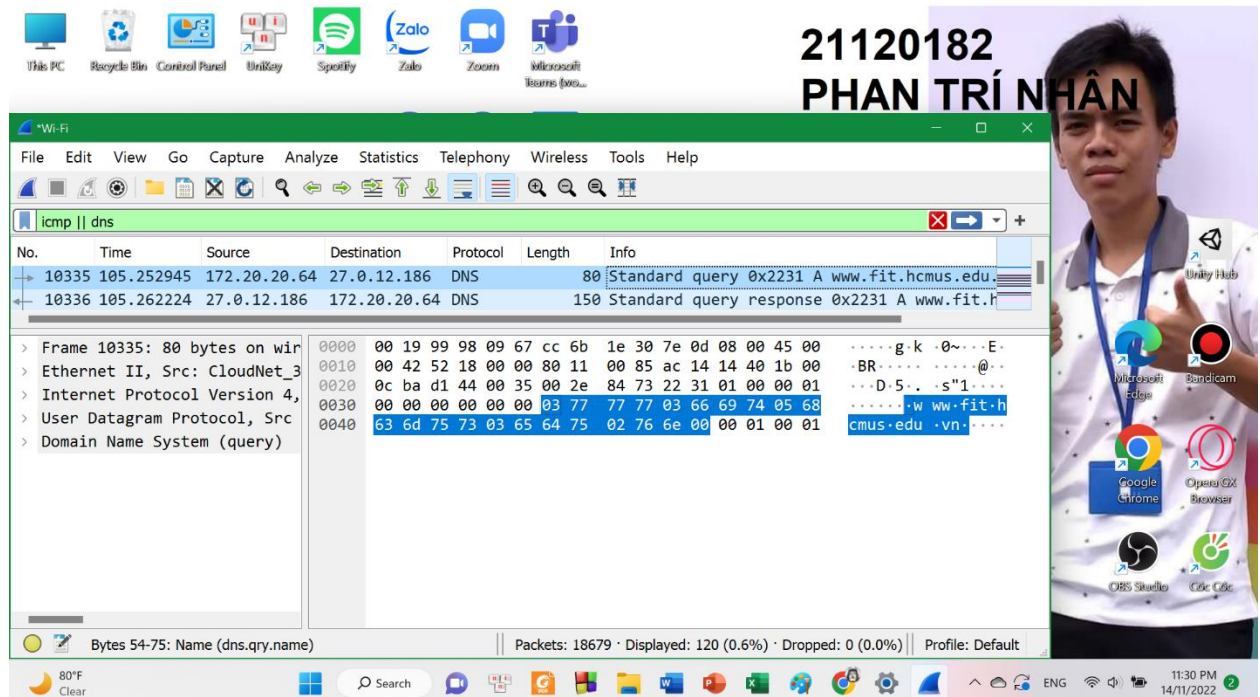 This PC
Recycle Bin
Control Panel
UniKey
Spotify
Zalo
Zoom
Microsoft
Teams (wo...
21120182
PHAN TRÍ NHÂN
*Wi-Fi
File Edit View Go Capture Analyze Statistics Telephony Wireless Tools Help
icmp || dns
No. Time Source Destination Protocol Length Info
10335 105.252945 172.20.20.64 27.0.12.186 DNS 80 Standard query 0x2231 A www.fit.hcmus.edu.
10336 105.262224 27.0.12.186 172.20.20.64 DNS 150 Standard query response 0x2231 A www.fit.h
Frame 10335: 80 bytes on wir
Ethernet II, Src: CloudNet_3
Internet Protocol Version 4,
User Datagram Protocol, Src
Domain Name System (query)
0000 00 19 99 98 09 67 cc 6b 1e 30 7e 0d 08 00 45 00 ·····g·k ·0~···E·
0010 00 42 52 18 00 00 80 11 00 85 ac 14 14 40 1b 00 ·BR····· ·····@··
0020 0c ba d1 44 00 35 00 2e 84 73 22 31 01 00 00 01 ···D·5·. ·s"1····
0030 00 00 00 00 00 00 03 77 77 77 03 66 69 74 05 68 ·······w ww·fit·h
0040 63 6d 75 73 03 65 64 75 02 76 6e 00 00 01 00 01 cmus·edu ·vn·····
Bytes 54-75: Name (dns.qry.name)
Packets: 18679 · Displayed: 120 (0.6%) · Dropped: 0 (0.0%)
Profile: Default
Unity Hub
Microsoft
Edge
Bandicam
Google
Chrome
Opera GX
Browser
OBS Studio
Cốc Cốc
80°F
Clear
Search
ENG
11:30 PM
14/11/2022
2